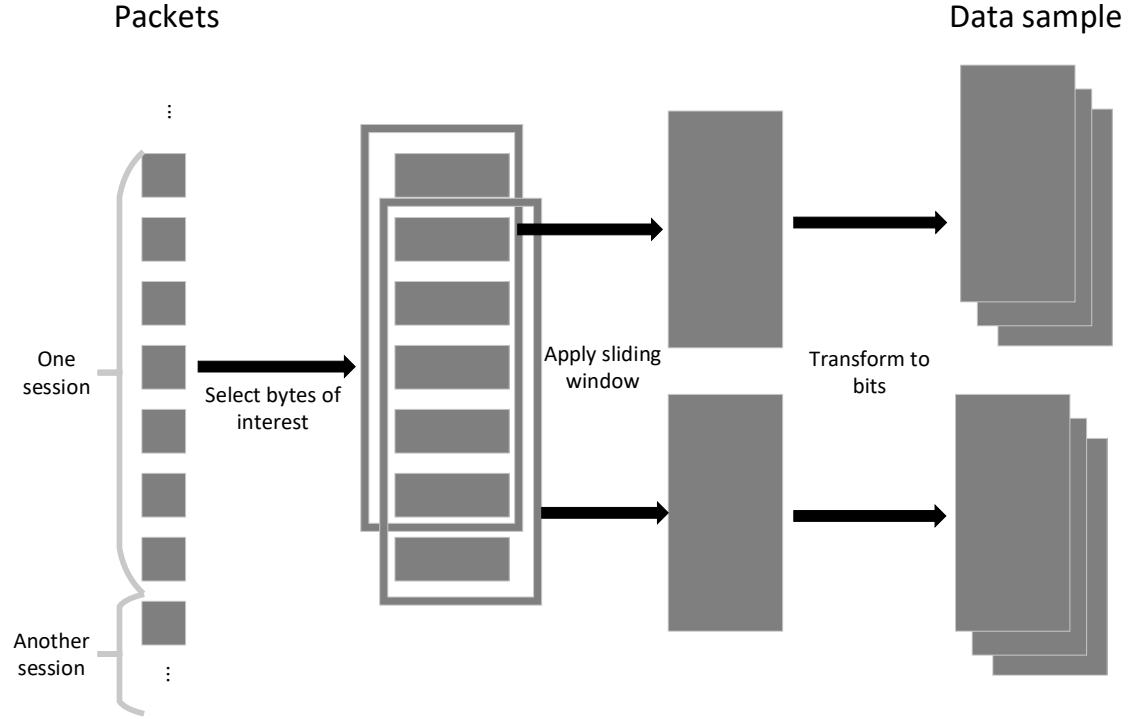 Packets
Data sample
⋮
One
session
Select bytes of
interest
Apply sliding
window
Transform to
bits
Another
session
⋮